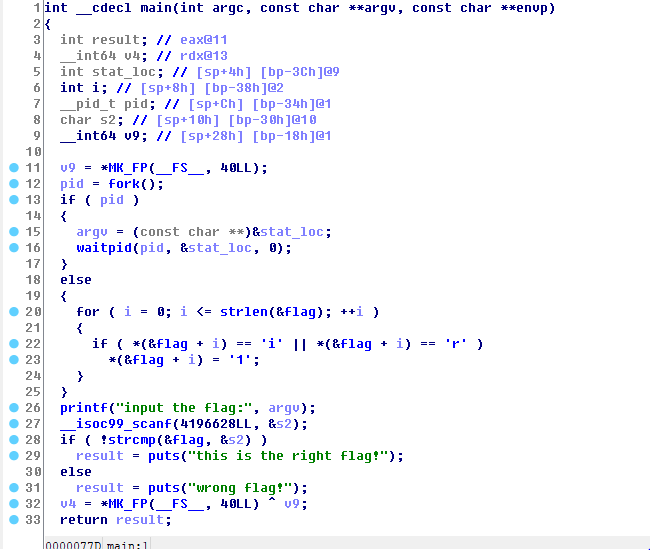 1 int __cdecl main(int argc, const char **argv, const char **envp)
2 {
3   int result; // eax@11
4   __int64 v4; // rdx@13
5   int stat_loc; // [sp+4h] [bp-3Ch]@9
6   int i; // [sp+8h] [bp-38h]@2
7   __pid_t pid; // [sp+Ch] [bp-34h]@1
8   char s2; // [sp+10h] [bp-30h]@10
9   __int64 v9; // [sp+28h] [bp-18h]@1
10
11   v9 = *MK_FP(__FS__, 40LL);
12   pid = fork();
13   if ( pid )
14   {
15     argv = (const char **)&stat_loc;
16     waitpid(pid, &stat_loc, 0);
17   }
18   else
19   {
20     for ( i = 0; i <= strlen(&flag); ++i )
21     {
22       if ( *(&flag + i) == 'i' || *(&flag + i) == 'r' )
23         *(&flag + i) = '1';
24     }
25   }
26   printf("input the flag:", argv);
27   __isoc99_scanf(4196628LL, &s2);
28   if ( !strcmp(&flag, &s2) )
29     result = puts("this is the right flag!");
30   else
31     result = puts("wrong flag!");
32   v4 = *MK_FP(__FS__, 40LL) ^ v9;
33   return result;
0000077D main:1